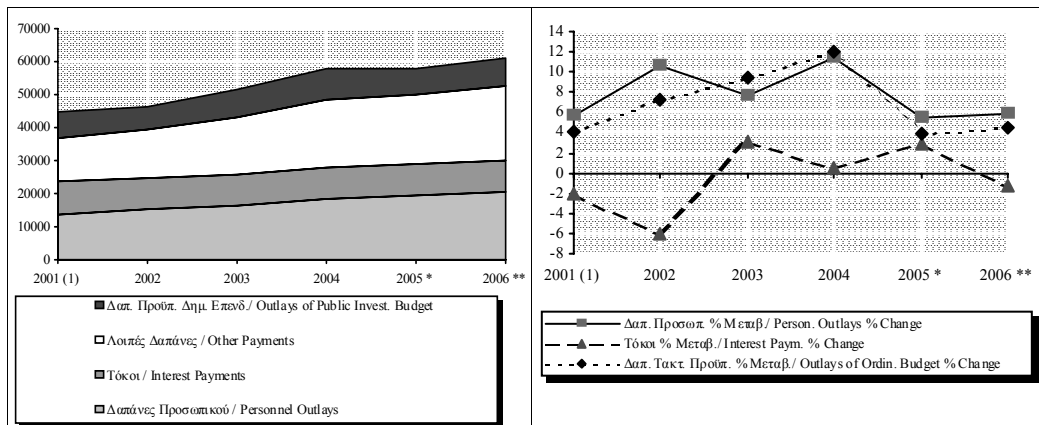 70000
60000
50000
40000
30000
20000
10000
0
2001 (1) 2002 2003 2004 2005 * 2006 **
Δαπ. Προϋπ. Δημ. Επενδ./ Outlays of Public Invest. Budget
Λοιπές Δαπάνες / Other Payments
Τόκοι / Interest Payments
Δαπάνες Προσωπικού / Personnel Outlays
14
12
10
8
6
4
2
0
-2
-4
-6
-8
2001 (1) 2002 2003 2004 2005 * 2006 **
Δαπ. Προσωπ. % Μεταβ./ Person. Outlays % Change
Τόκοι % Μεταβ./ Interest Paym. % Change
Δαπ. Τακτ. Προϋπ. % Μεταβ./ Outlays of Ordin. Budget % Change